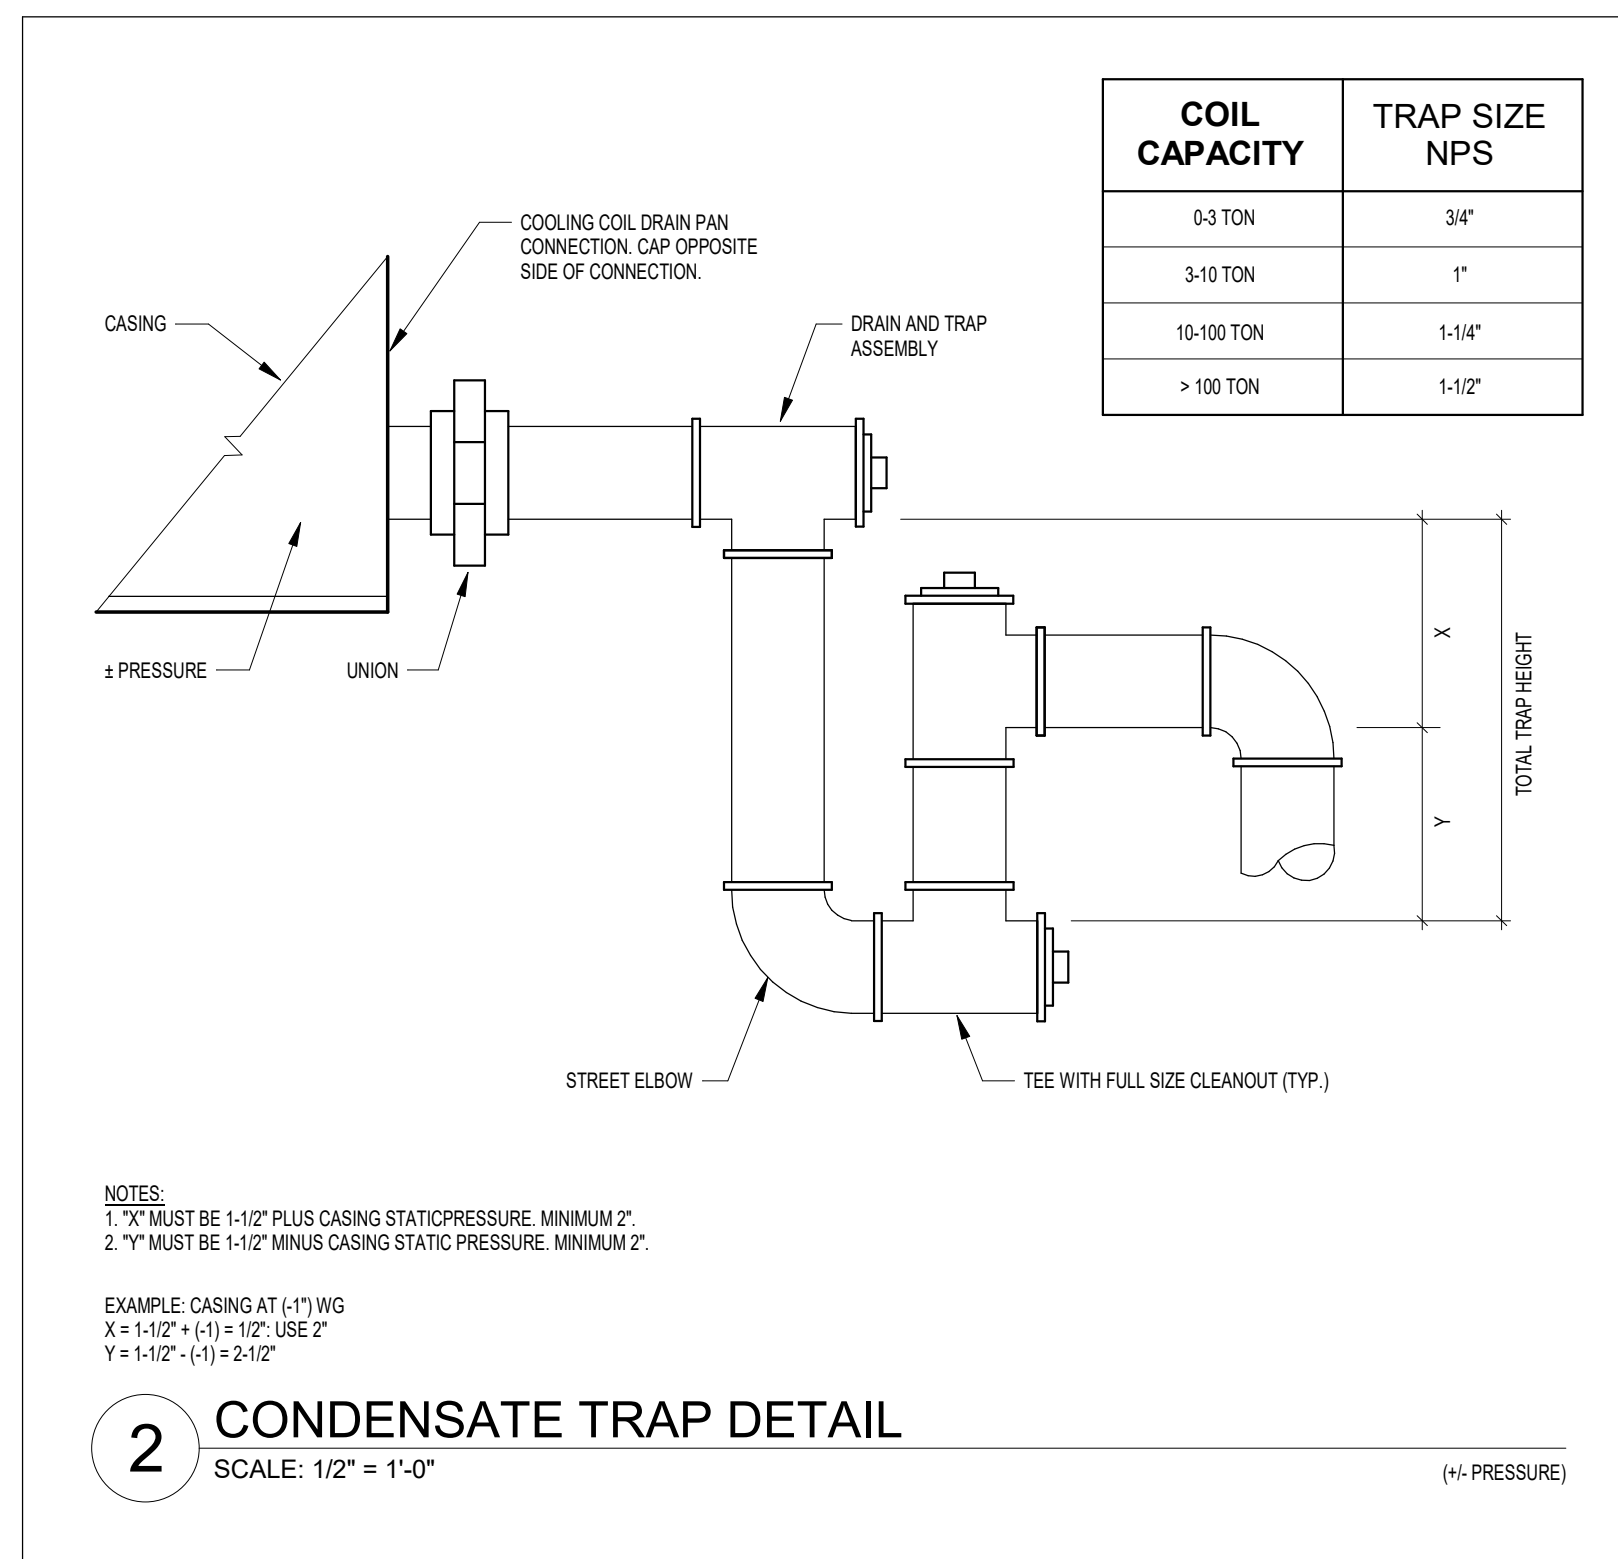 COIL
CAPACITY
TRAP SIZE
NPS
0-3 TON
3/4"
3-10 TON
1"
10-100 TON
1-1/4"
> 100 TON
1-1/2"
COOLING COIL DRAIN PAN
CONNECTION. CAP OPPOSITE
SIDE OF CONNECTION.
CASING
DRAIN AND TRAP
ASSEMBLY
± PRESSURE
UNION
X
TOTAL TRAP HEIGHT
Y
STREET ELBOW
TEE WITH FULL SIZE CLEANOUT (TYP.)
NOTES:
1. "X" MUST BE 1-1/2" PLUS CASING STATICPRESSURE. MINIMUM 2".
2. "Y" MUST BE 1-1/2" MINUS CASING STATIC PRESSURE. MINIMUM 2".
EXAMPLE: CASING AT (-1") WG
X = 1-1/2" + (-1) = 1/2": USE 2"
Y = 1-1/2" - (-1) = 2-1/2"
2
CONDENSATE TRAP DETAIL
SCALE: 1/2" = 1'-0"
(+/- PRESSURE)